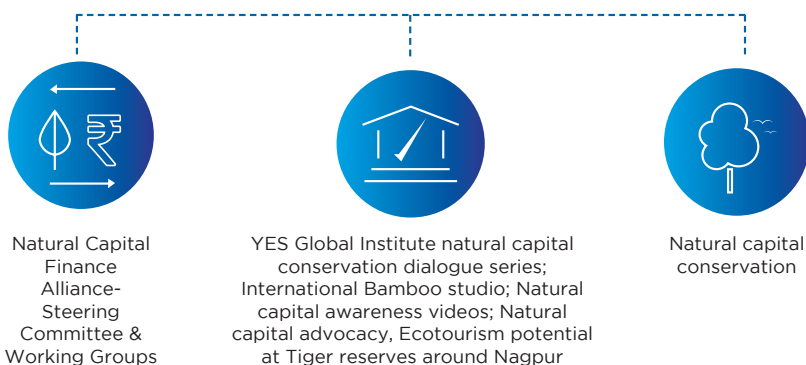 Natural Capital
Finance
Alliance-
Steering
Committee &
Working Groups
YES Global Institute natural capital
conservation dialogue series;
International Bamboo studio; Natural
capital awareness videos; Natural
capital advocacy, Ecotourism potential
at Tiger reserves around Nagpur
Natural capital
conservation